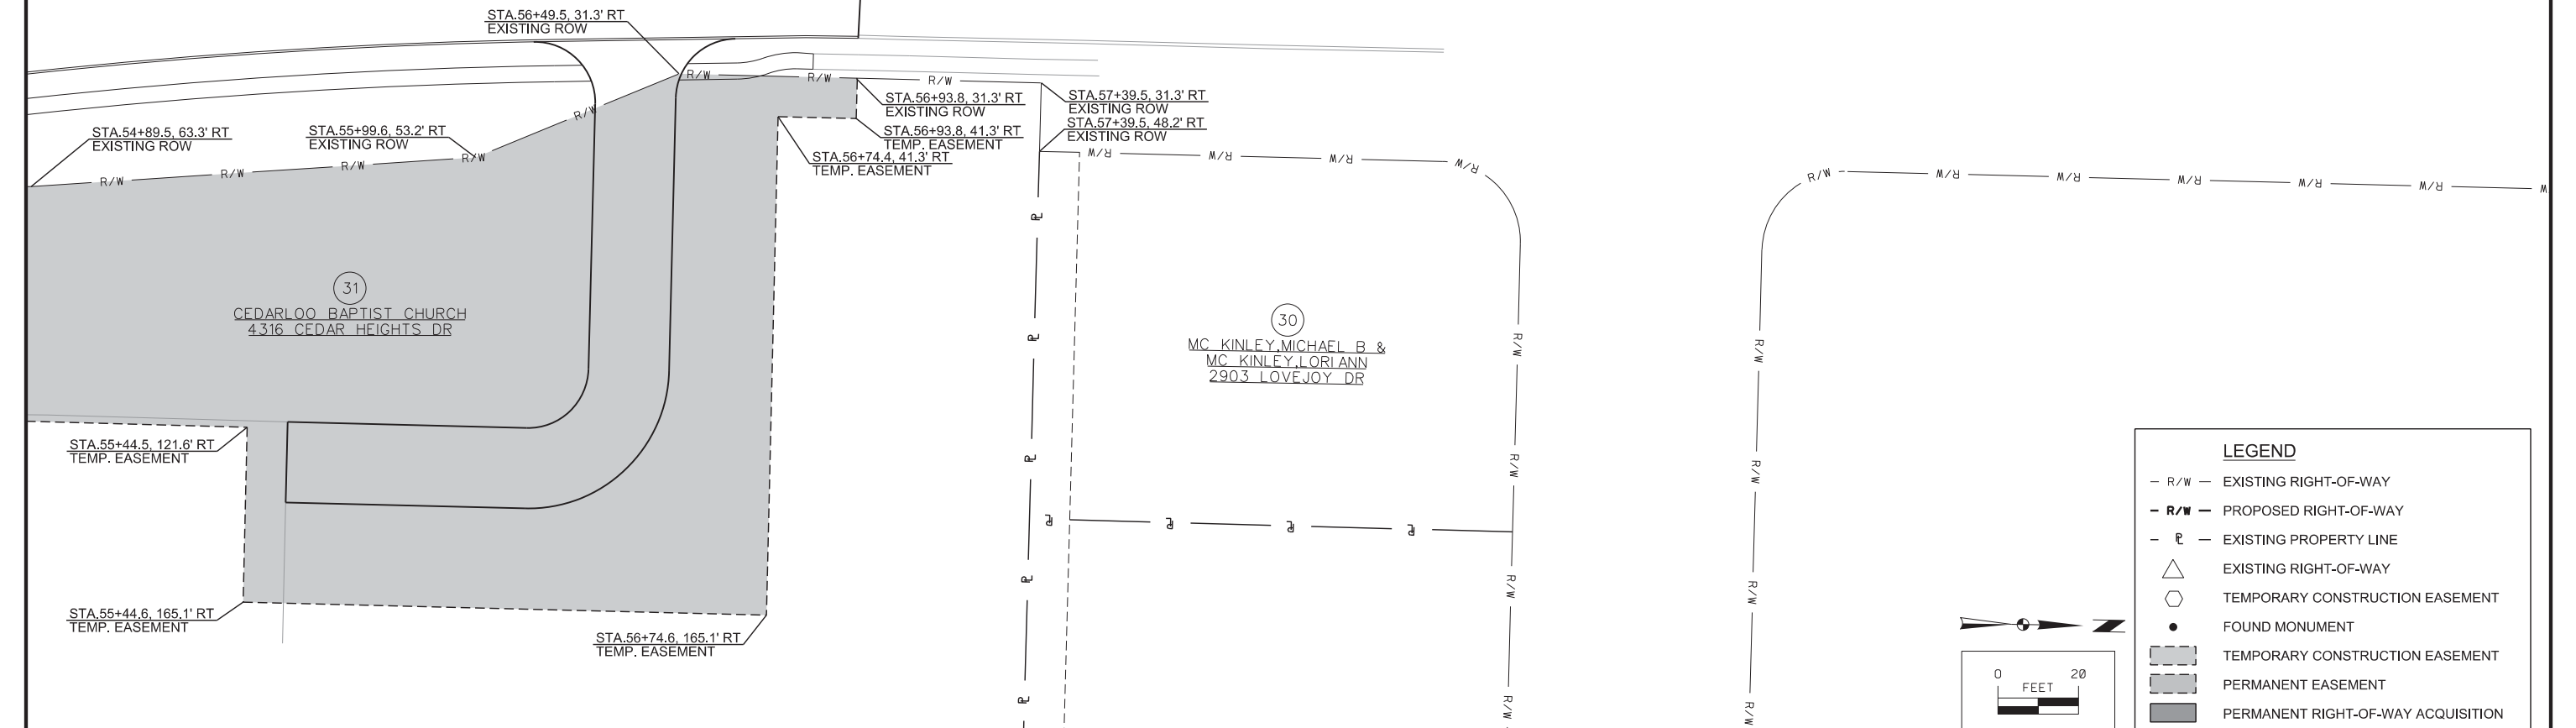 STA.56+49.5, 31.3' RT
EXISTING ROW
STA.54+89.5, 63.3' RT
EXISTING ROW
STA.55+99.6, 53.2' RT
EXISTING ROW
R/W
R/W
R/W
R/W
R/W
R/W
R/W
R/W
STA.56+93.8, 31.3' RT
EXISTING ROW
STA.56+93.8, 41.3' RT
TEMP. EASEMENT
STA.56+74.4, 41.3' RT
TEMP. EASEMENT
STA.57+39.5, 31.3' RT
EXISTING ROW
STA.57+39.5, 48.2' RT
EXISTING ROW
R/W
R/W
R/W
R/W
R/W
R/W
R/W
R/W
R/W
R/W
31
CEDARLOO BAPTIST CHURCH
4316 CEDAR HEIGHTS DR
30
MC KINLEY,MICHAEL B &
MC KINLEY,LORI ANN
2903 LOVEJOY DR
R/W
R/W
R/W
R/W
R/W
R/W
R/W
R/W
STA.55+44.5, 121.6' RT
TEMP. EASEMENT
STA.55+44.6, 165.1' RT
TEMP. EASEMENT
STA.56+74.6, 165.1' RT
TEMP. EASEMENT
0 20
FEET
LEGEND
R/W EXISTING RIGHT-OF-WAY
R/W PROPOSED RIGHT-OF-WAY
PL EXISTING PROPERTY LINE
EXISTING RIGHT-OF-WAY
TEMPORARY CONSTRUCTION EASEMENT
FOUND MONUMENT
TEMPORARY CONSTRUCTION EASEMENT
PERMANENT EASEMENT
PERMANENT RIGHT-OF-WAY ACQUISITION